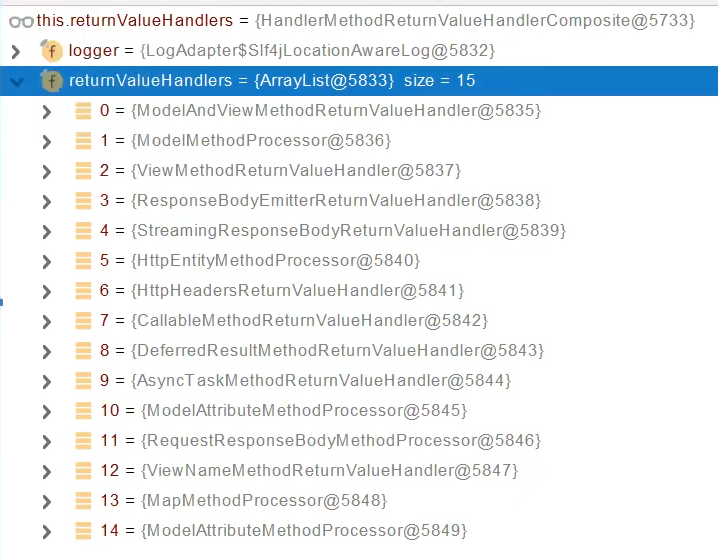 this.returnValueHandlers = {HandlerMethodReturnValueHandlerComposite@5733}
f logger = {LogAdapter$Slf4jLocationAwareLog@5832}
f returnValueHandlers = {ArrayList@5833} size = 15
0 = {ModelAndViewMethodReturnValueHandler@5835}
1 = {ModelMethodProcessor@5836}
2 = {ViewMethodReturnValueHandler@5837}
3 = {ResponseBodyEmitterReturnValueHandler@5838}
4 = {StreamingResponseBodyReturnValueHandler@5839}
5 = {HttpEntityMethodProcessor@5840}
6 = {HttpHeadersReturnValueHandler@5841}
7 = {CallableMethodReturnValueHandler@5842}
8 = {DeferredResultMethodReturnValueHandler@5843}
9 = {AsyncTaskMethodReturnValueHandler@5844}
10 = {ModelAttributeMethodProcessor@5845}
11 = {RequestResponseBodyMethodProcessor@5846}
12 = {ViewNameMethodReturnValueHandler@5847}
13 = {MapMethodProcessor@5848}
14 = {ModelAttributeMethodProcessor@5849}